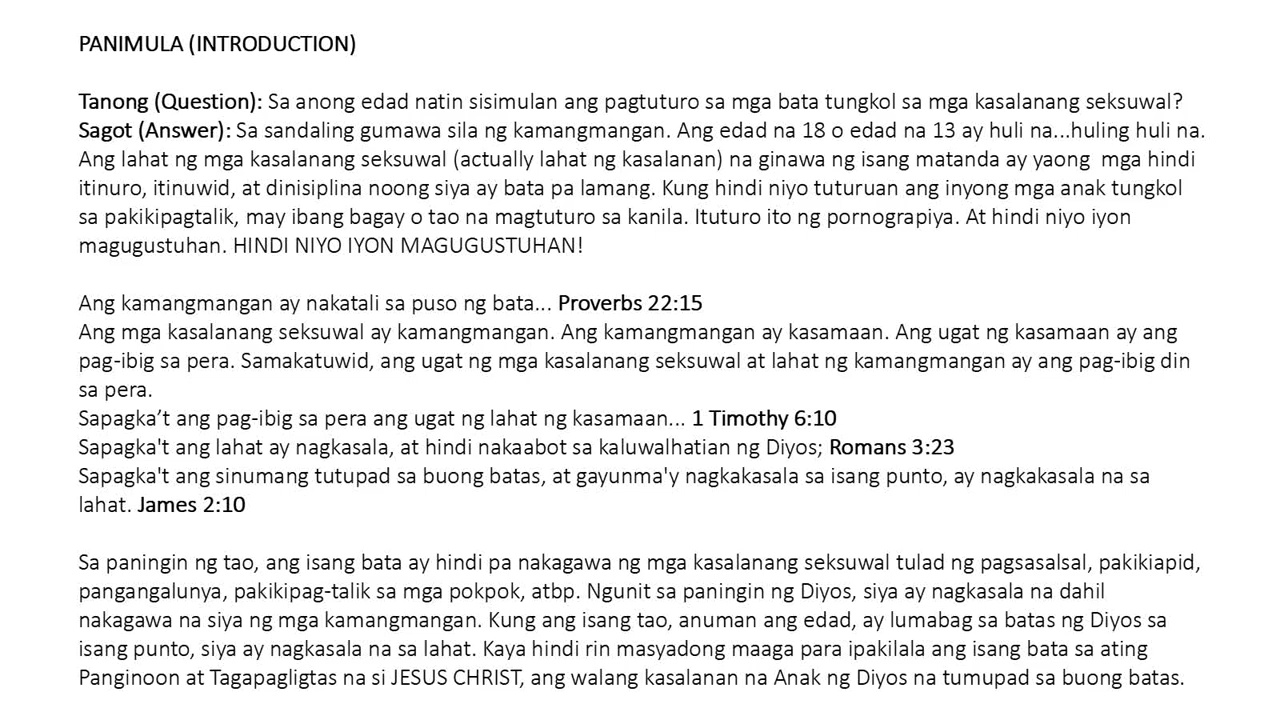 PANIMULA (INTRODUCTION)
Tanong (Question): Sa anong edad natin sisimulan ang pagtuturo sa mga bata tungkol sa mga kasalanang seksuwal?
Sagot (Answer): Sa sandaling gumawa sila ng kamangmangan. Ang edad na 18 o edad na 13 ay huli na...huling huli na.
Ang lahat ng mga kasalanang seksuwal (actually lahat ng kasalanan) na ginawa ng isang matanda ay yaong  mga hindi
itinuro, itinuwid, at dinisiplina noong siya ay bata pa lamang. Kung hindi niyo tuturuan ang inyong mga anak tungkol
sa pakikipagtalik, may ibang bagay o tao na magtuturo sa kanila. Ituturo ito ng pornograpiya. At hindi niyo iyon
magugustuhan. HINDI NIYO IYON MAGUGUSTUHAN!
Ang kamangmangan ay nakatali sa puso ng bata... Proverbs 22:15
Ang mga kasalanang seksuwal ay kamangmangan. Ang kamangmangan ay kasamaan. Ang ugat ng kasamaan ay ang
pag-ibig sa pera. Samakatuwid, ang ugat ng mga kasalanang seksuwal at lahat ng kamangmangan ay ang pag-ibig din
sa pera.
Sapagka’t ang pag-ibig sa pera ang ugat ng lahat ng kasamaan... 1 Timothy 6:10
Sapagka't ang lahat ay nagkasala, at hindi nakaabot sa kaluwalhatian ng Diyos; Romans 3:23
Sapagka't ang sinumang tutupad sa buong batas, at gayunma'y nagkakasala sa isang punto, ay nagkakasala na sa
lahat. James 2:10
Sa paningin ng tao, ang isang bata ay hindi pa nakagawa ng mga kasalanang seksuwal tulad ng pagsasalsal, pakikiapid,
pangangalunya, pakikipag-talik sa mga pokpok, atbp. Ngunit sa paningin ng Diyos, siya ay nagkasala na dahil
nakagawa na siya ng mga kamangmangan. Kung ang isang tao, anuman ang edad, ay lumabag sa batas ng Diyos sa
isang punto, siya ay nagkasala na sa lahat. Kaya hindi rin masyadong maaga para ipakilala ang isang bata sa ating
Panginoon at Tagapagligtas na si JESUS CHRIST, ang walang kasalanan na Anak ng Diyos na tumupad sa buong batas.